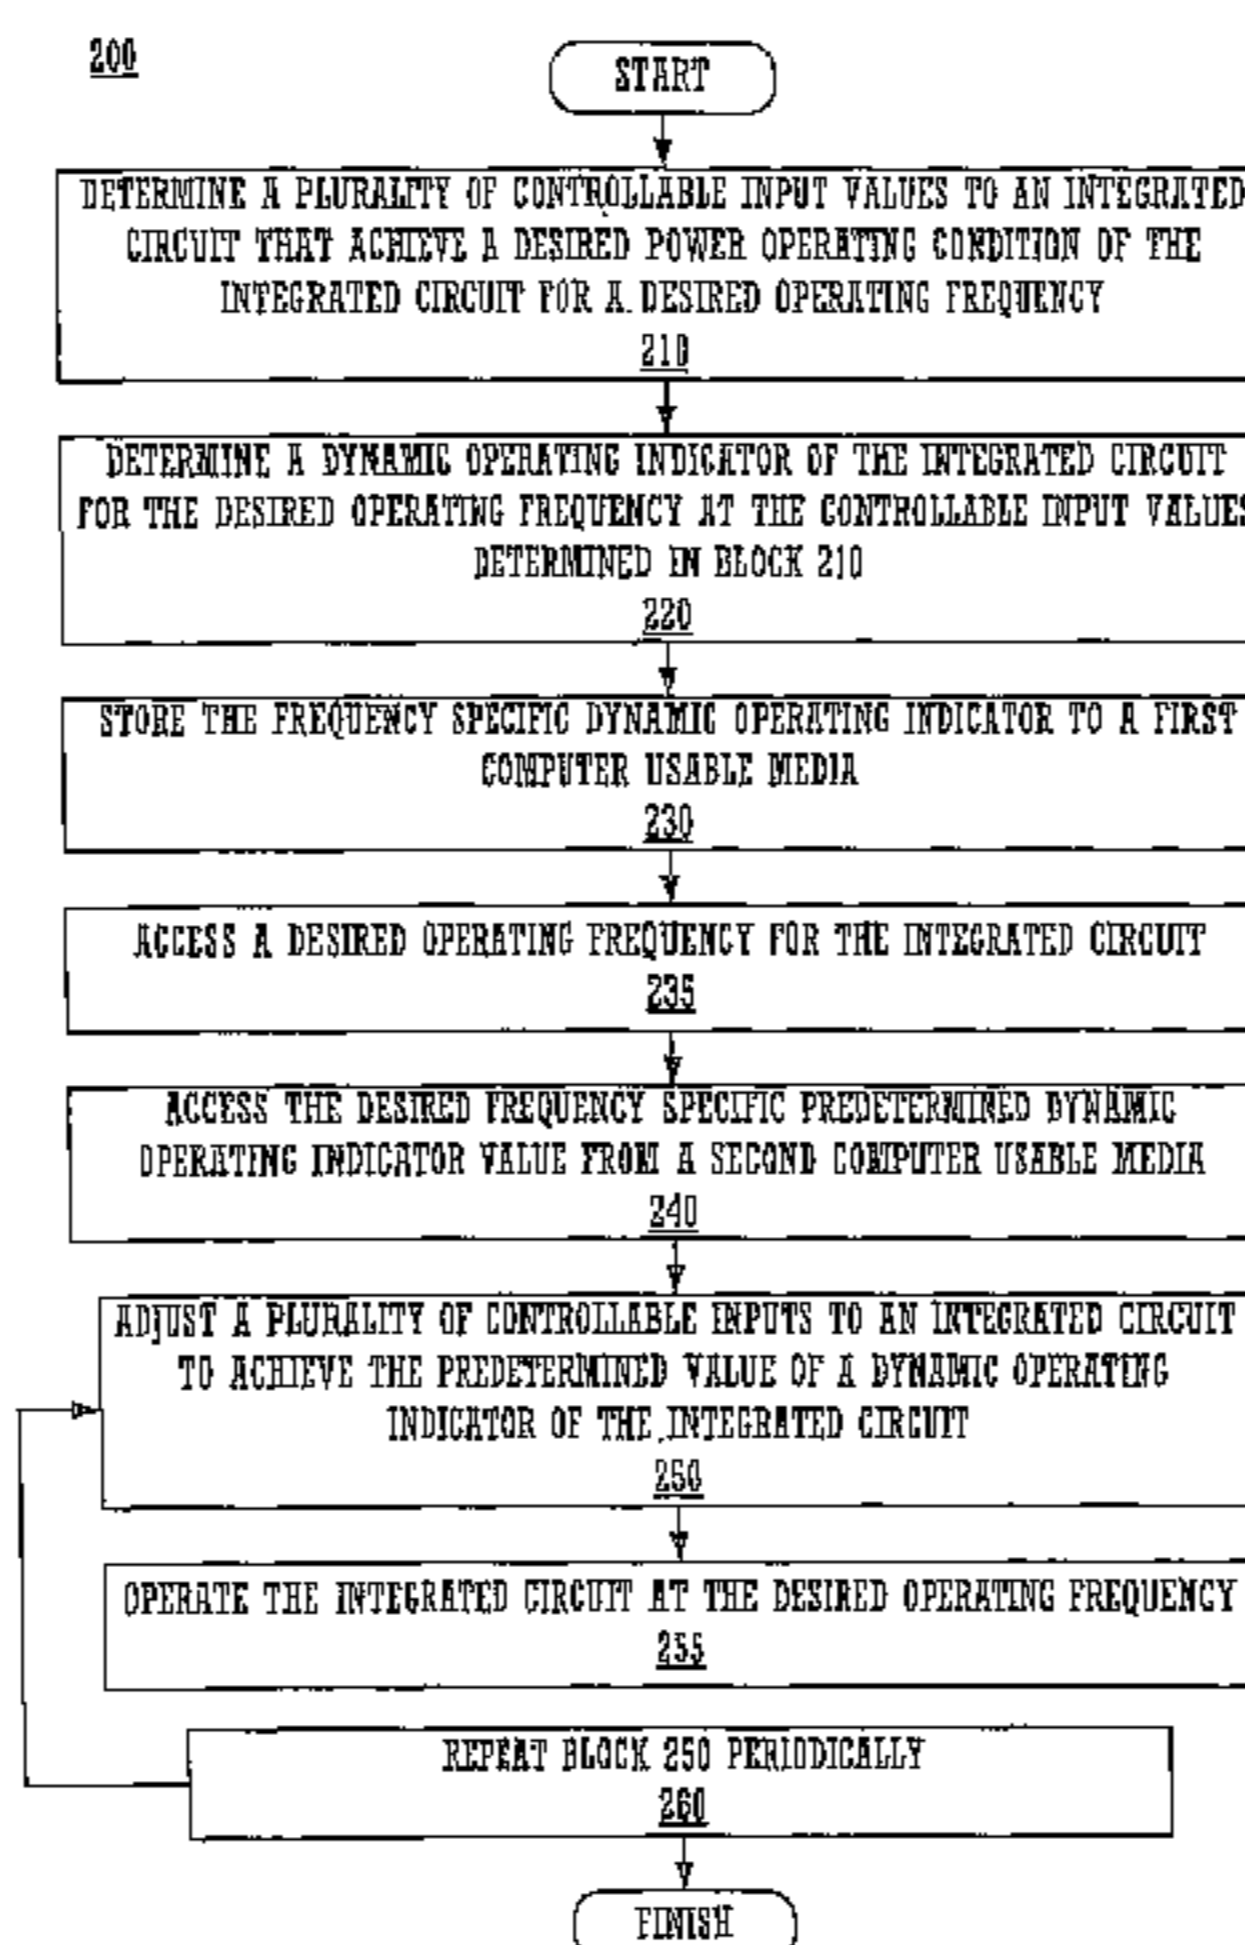 200
START
DETERMINE A PLURALITY OF CONTROLLABLE INPUT VALUES TO AN INTEGRATED
CIRCUIT THAT ACHIEVE A DESIRED POWER OPERATING CONDITION OF THE
INTEGRATED CIRCUIT FOR A DESIRED OPERATING FREQUENCY
210
DETERMINE A DYNAMIC OPERATING INDICATOR OF THE INTEGRATED CIRCUIT
FOR THE DESIRED OPERATING FREQUENCY AT THE CONTROLLABLE INPUT VALUES
DETERMINED IN BLOCK 210
220
STORE THE FREQUENCY SPECIFIC DYNAMIC OPERATING INDICATOR TO A FIRST
COMPUTER USABLE MEDIA
230
ACCESS A DESIRED OPERATING FREQUENCY FOR THE INTEGRATED CIRCUIT
235
ACCESS THE DESIRED FREQUENCY SPECIFIC PREDETERMINED DYNAMIC
OPERATING INDICATOR VALUE FROM A SECOND COMPUTER USABLE MEDIA
240
ADJUST A PLURALITY OF CONTROLLABLE INPUTS TO AN INTEGRATED CIRCUIT
TO ACHIEVE THE PREDETERMINED VALUE OF A DYNAMIC OPERATING
INDICATOR OF THE INTEGRATED CIRCUIT
250
OPERATE THE INTEGRATED CIRCUIT AT THE DESIRED OPERATING FREQUENCY
255
REPEAT BLOCK 250 PERIODICALLY
260
FINISH